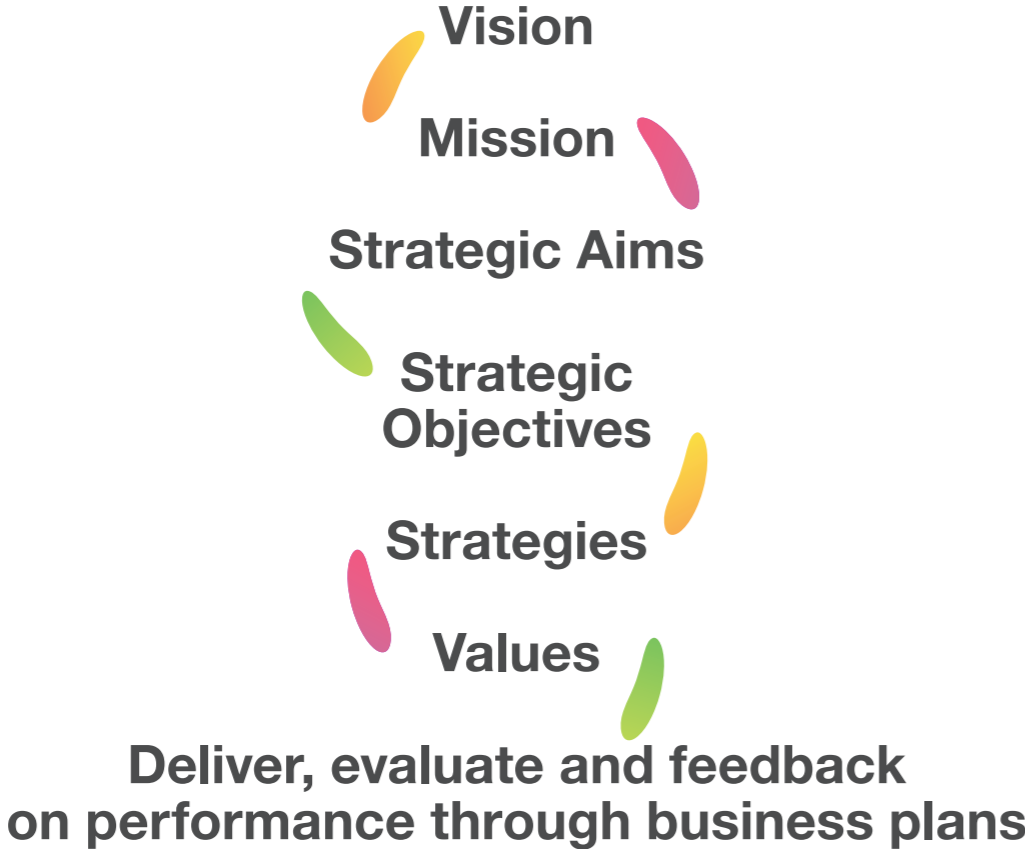 Vision
Mission
Strategic Aims
Strategic
Objectives
Strategies
Values
Deliver, evaluate and feedback
on performance through business plans